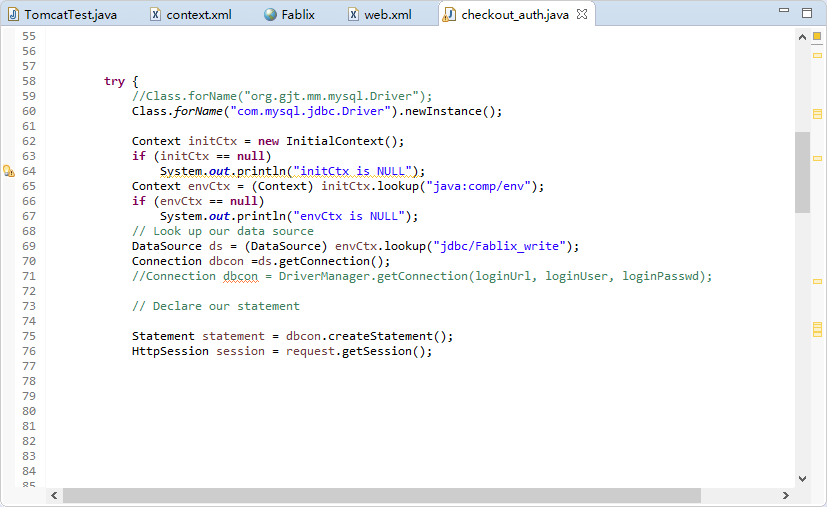 TomcatTest.java context.xml Fablix web.xml checkout_auth.java
55
56
57
58 try {
59 //Class.forName("org.gjt.mm.mysql.Driver");
60 Class.forName("com.mysql.jdbc.Driver").newInstance();
61
62 Context initCtx = new InitialContext();
63 if (initCtx == null)
64 System.out.println("initCtx is NULL");
65 Context envCtx = (Context) initCtx.lookup("java:comp/env");
66 if (envCtx == null)
67 System.out.println("envCtx is NULL");
68 // Look up our data source
69 DataSource ds = (DataSource) envCtx.lookup("jdbc/Fablix_write");
70 Connection dbcon =ds.getConnection();
71 //Connection dbcon = DriverManager.getConnection(loginUrl, loginUser, loginPasswd);
72
73 // Declare our statement
74
75 Statement statement = dbcon.createStatement();
76 HttpSession session = request.getSession();
77
78
79
80
81
82
83
84
85